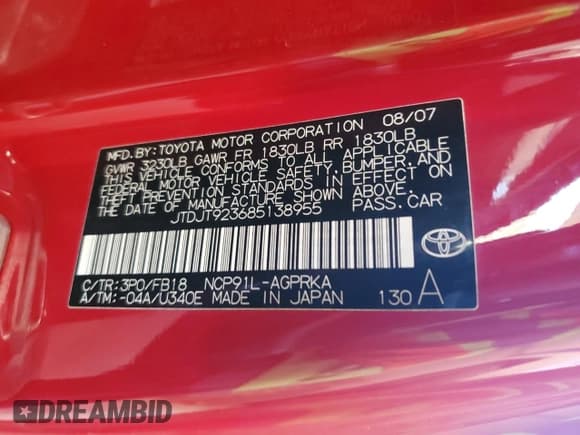 MFD. BY: TOYOTA MOTOR CORPORATION 08/07
GVWR 3230LB GAWR FR 1830LB RR 1830LB
THIS VEHICLE CONFORMS TO ALL APPLICABLE
FEDERAL MOTOR VEHICLE SAFETY, BUMPER, AND
THEFT PREVENTION STANDARDS IN EFFECT ON
THE DATE OF MANUFACTURE SHOWN ABOVE.
JTDJT923685138955 PASS. CAR
C/TR: 3P0/FB18 NCP91L-AGPRKA
A/TM: -04A/U340E MADE IN JAPAN 130 A
DREAMBID